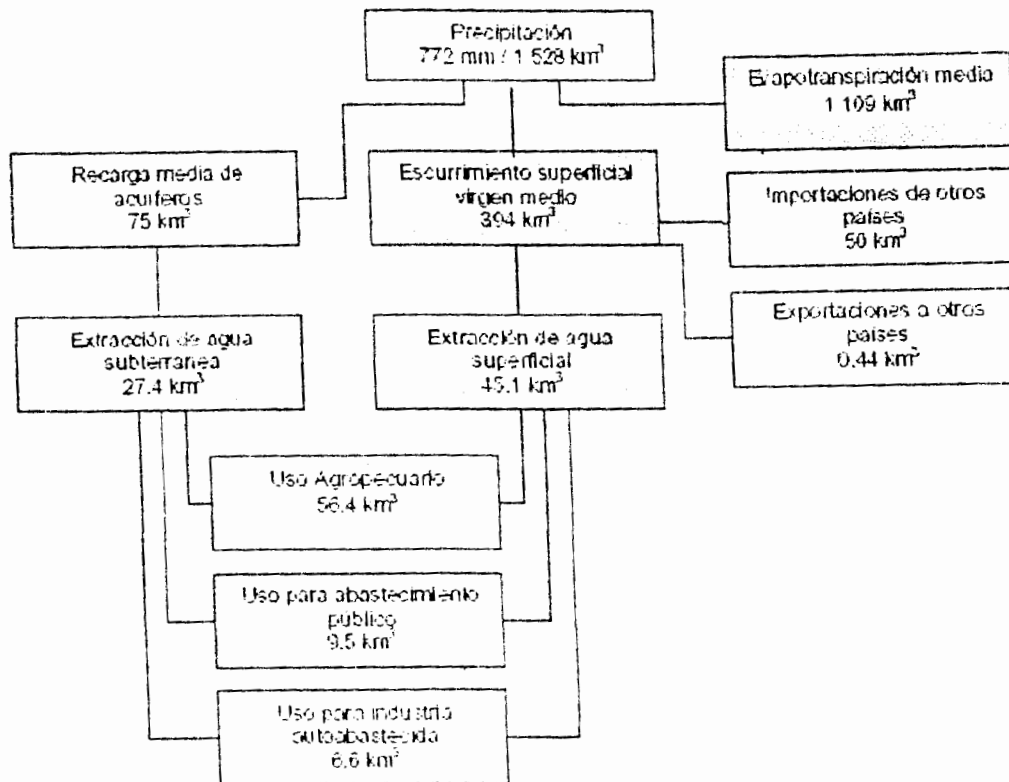 Precipitación
772 mm / 1 528 km³
Evapotranspiración media
1 109 km³
Recarga media de
acuíferos
75 km³
Escurrimiento superficial
virgen medio
394 km³
Importaciones de otros
países
50 km³
Exportaciones a otros
países
0.44 km³
Extracción de agua
subterranea
27.4 km³
Extracción de agua
superficial
45.1 km³
Uso Agropecuario
56.4 km³
Uso para abastecimiento
público
9.5 km³
Uso para industria
autoabastecida
6.6 km³